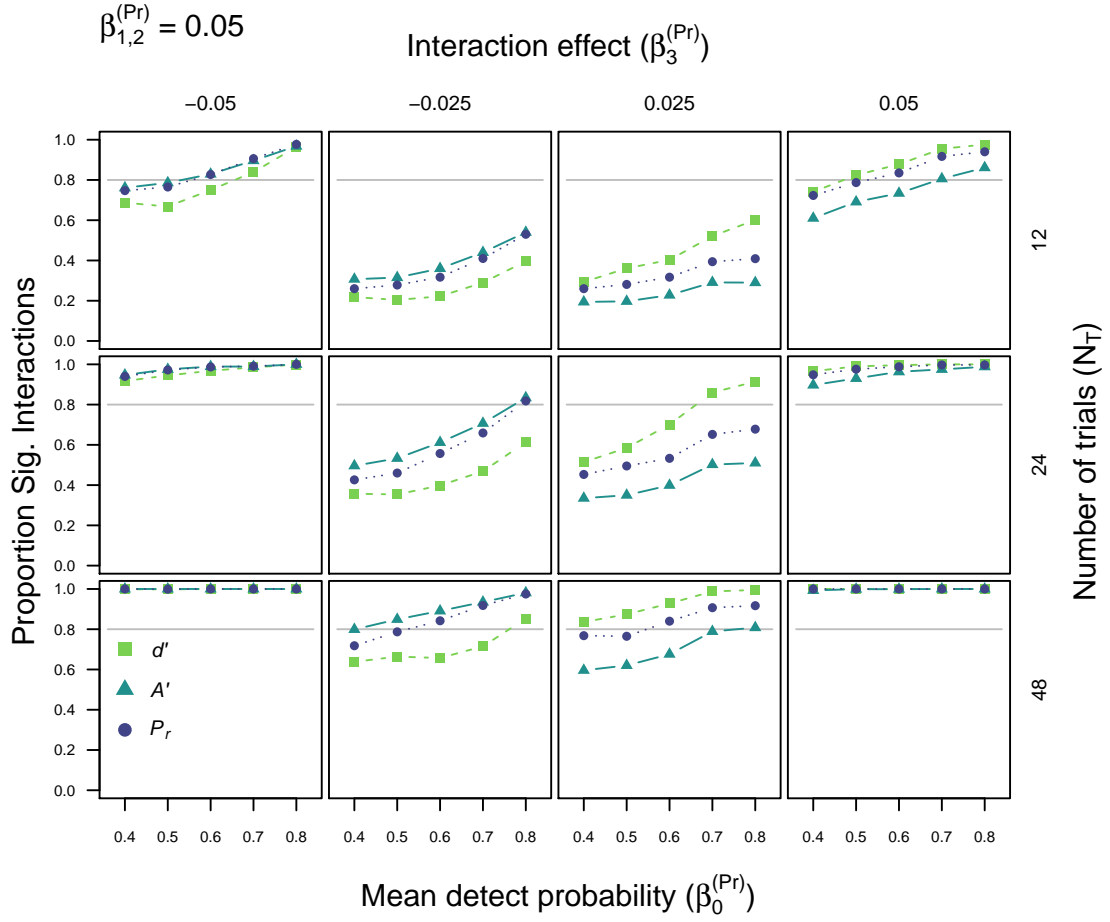 β1,2(Pr) = 0.05
Interaction effect (β3(Pr))
−0.05 −0.025 0.025 0.05
Proportion Sig. Interactions
1.0
0.8
0.6
0.4
0.2
0.0
12
1.0
0.8
0.6
0.4
0.2
0.0
24
1.0
0.8
0.6
0.4
0.2
0.0
48
d'
A'
Pr
Number of trials (NT)
0.4 0.5 0.6 0.7 0.8 0.4 0.5 0.6 0.7 0.8 0.4 0.5 0.6 0.7 0.8 0.4 0.5 0.6 0.7 0.8
Mean detect probability (β0(Pr))